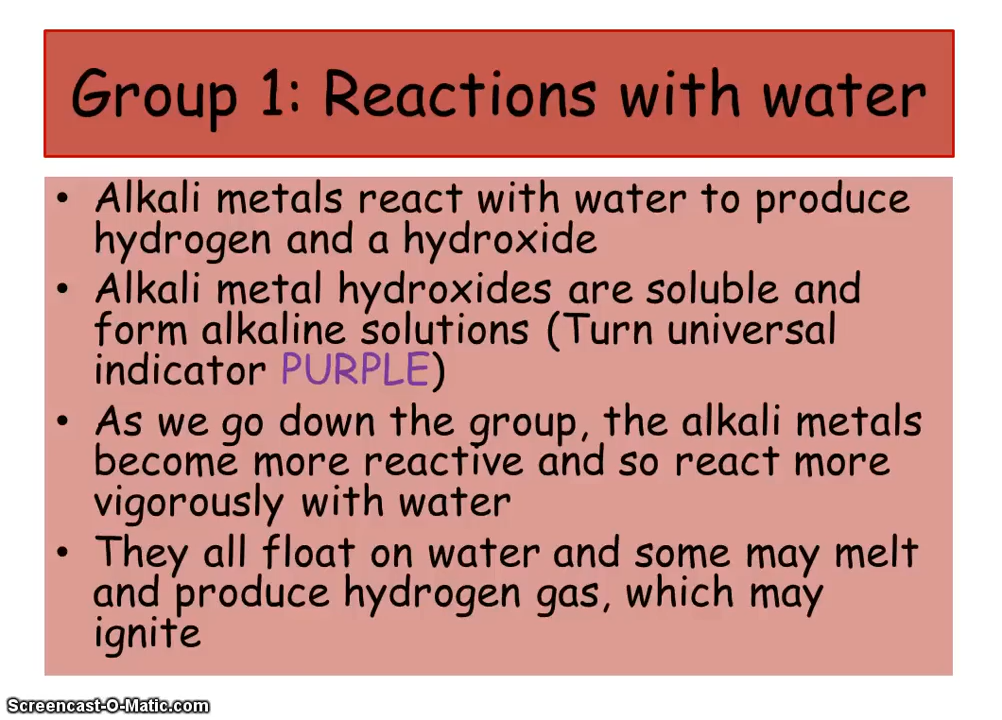 Group 1: Reactions with water
• Alkali metals react with water to produce
hydrogen and a hydroxide
• Alkali metal hydroxides are soluble and
form alkaline solutions (Turn universal
indicator PURPLE)
• As we go down the group, the alkali metals
become more reactive and so react more
vigorously with water
• They all float on water and some may melt
and produce hydrogen gas, which may
ignite
Screencast-O-Matic.com